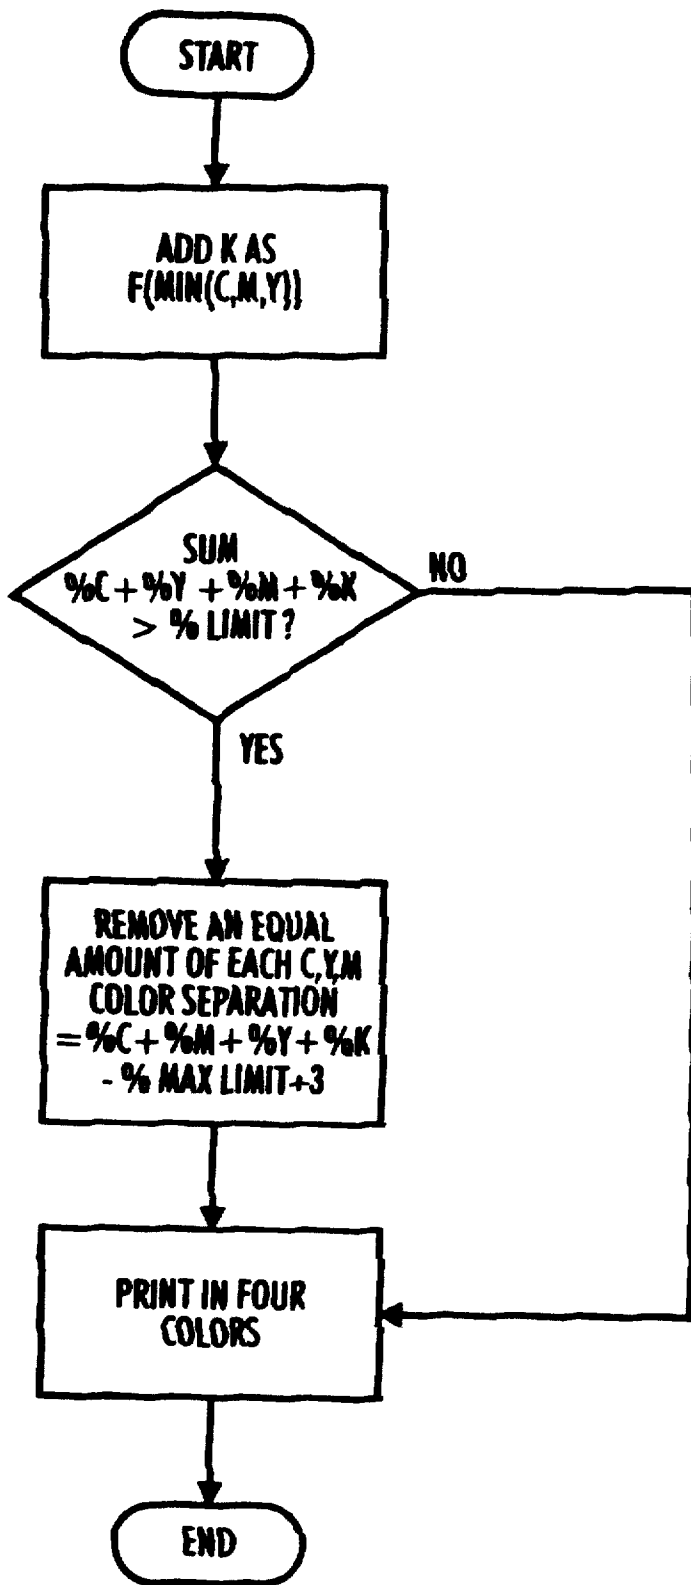 START
ADD K AS
F(MIN(C,M,Y))
SUM
%C+%Y+%M+%K
> % LIMIT?
NO
YES
REMOVE AN EQUAL
AMOUNT OF EACH C,Y,M
COLOR SEPARATION
=%C+%M+%Y+%K
- % MAX LIMIT+3
PRINT IN FOUR
COLORS
END